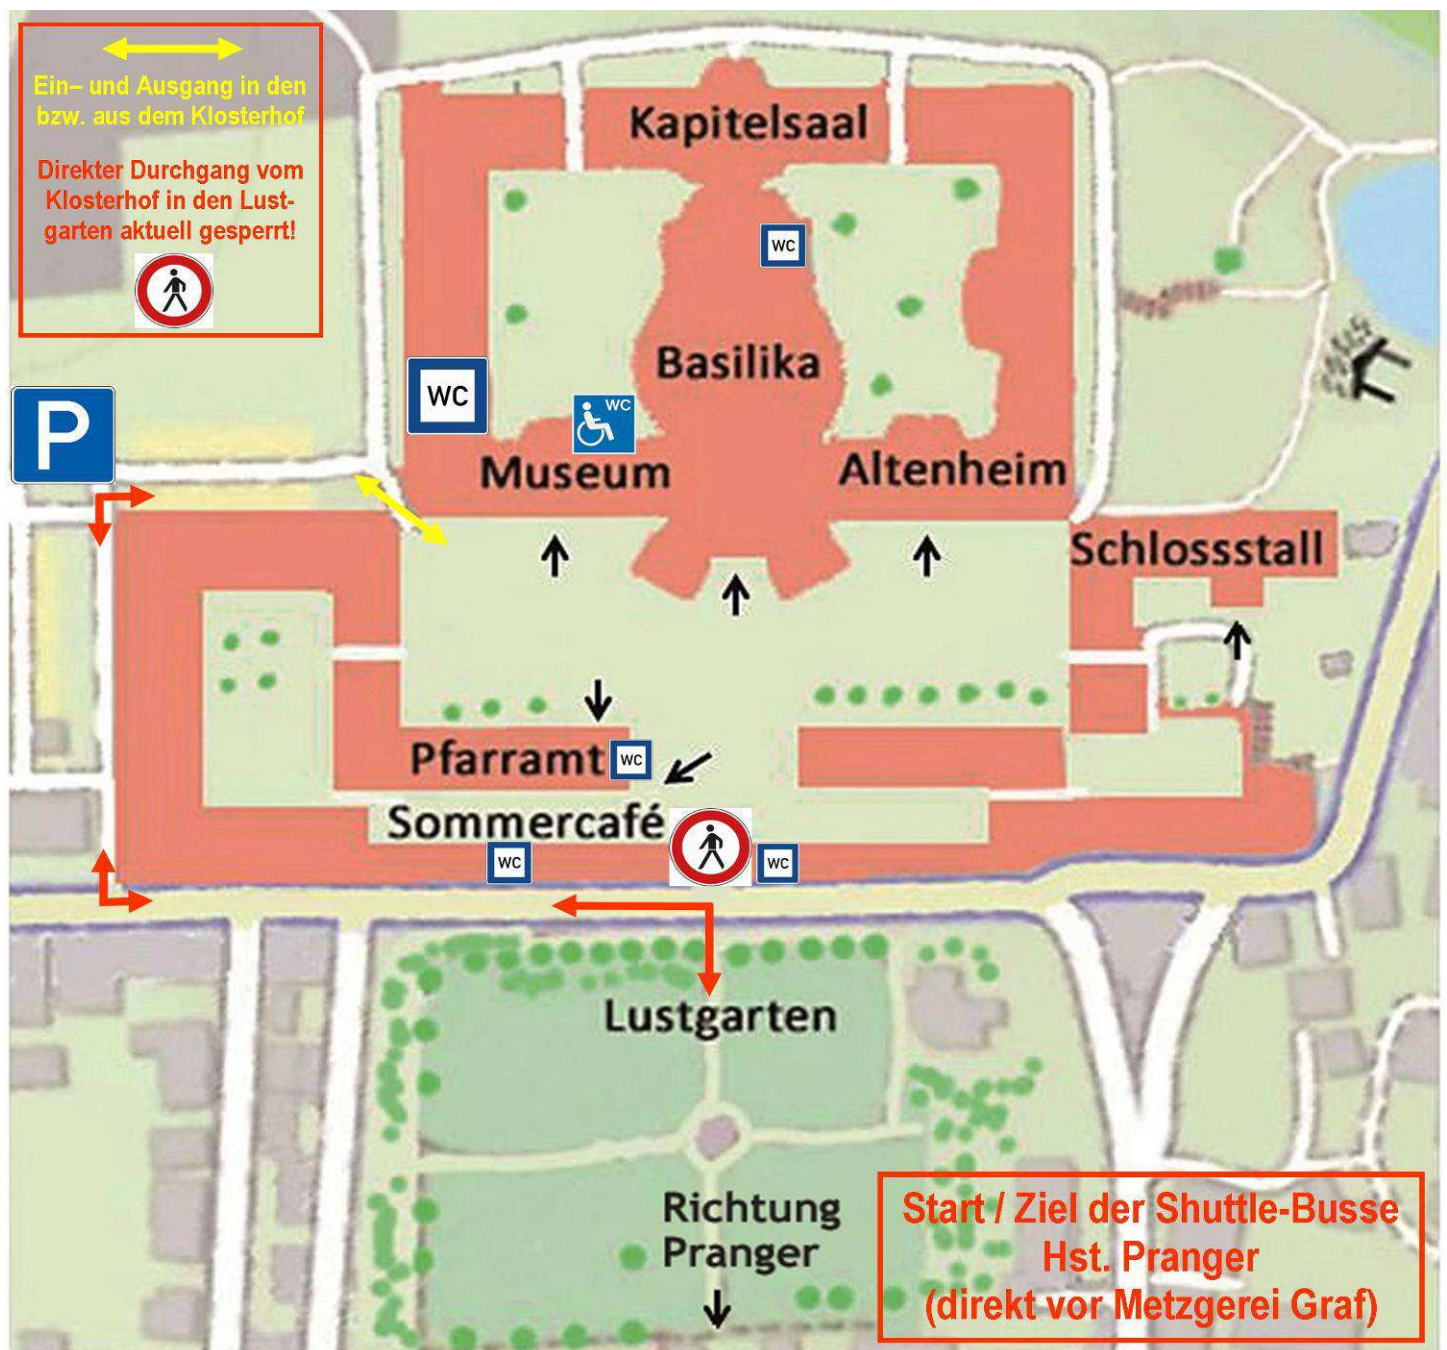 Ein– und Ausgang in den
bzw. aus dem Klosterhof
Direkter Durchgang vom
Klosterhof in den Lust-
garten aktuell gesperrt!
Kapitelsaal
WC
Basilika
WC
WC
P
Museum
Altenheim
Schlossstall
Pfarramt
WC
Sommercafé
WC
WC
Lustgarten
Richtung
Pranger
Start / Ziel der Shuttle-Busse
Hst. Pranger
(direkt vor Metzgerei Graf)